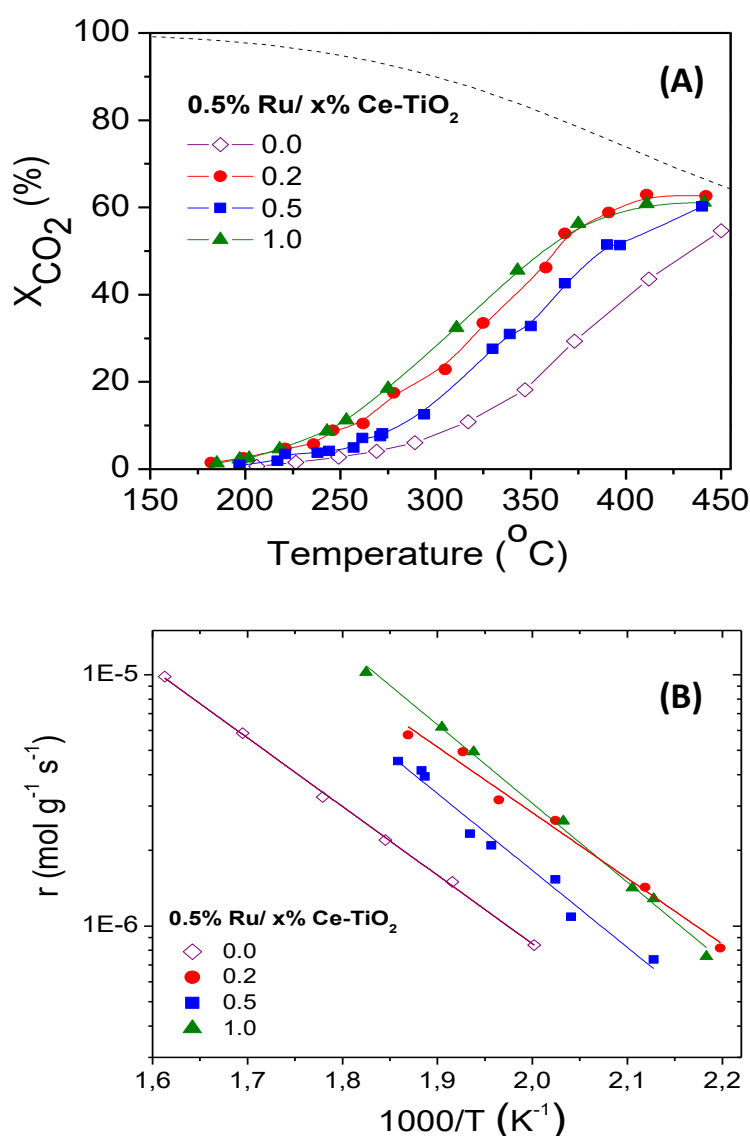 100
80
60
40
20
0
X_CO2 (%)
(A)
0.5% Ru/ x% Ce-TiO2
0.0
0.2
0.5
1.0
150 200 250 300 350 400 450
Temperature (°C)
1E-5
1E-6
r (mol g⁻¹ s⁻¹)
(B)
0.5% Ru/ x% Ce-TiO2
0.0
0.2
0.5
1.0
1,6 1,7 1,8 1,9 2,0 2,1 2,2
1000/T (K⁻¹)